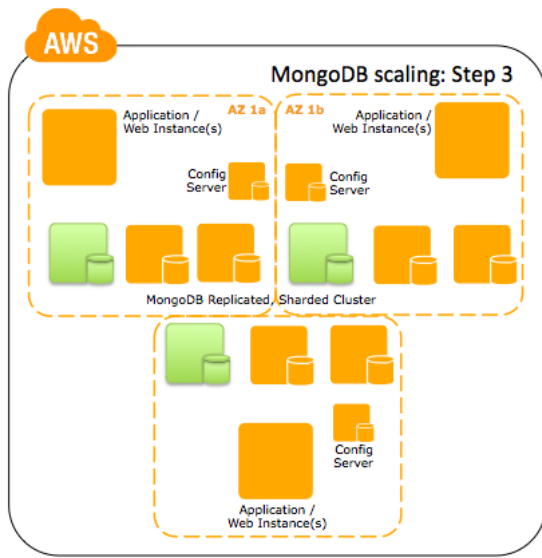 AWS
MongoDB scaling: Step 3
Application /
Web Instance(s)
AZ 1a
Config
Server
AZ 1b
Application /
Web Instance(s)
Config
Server
MongoDB Replicated, Sharded Cluster
Config
Server
Application /
Web Instance(s)